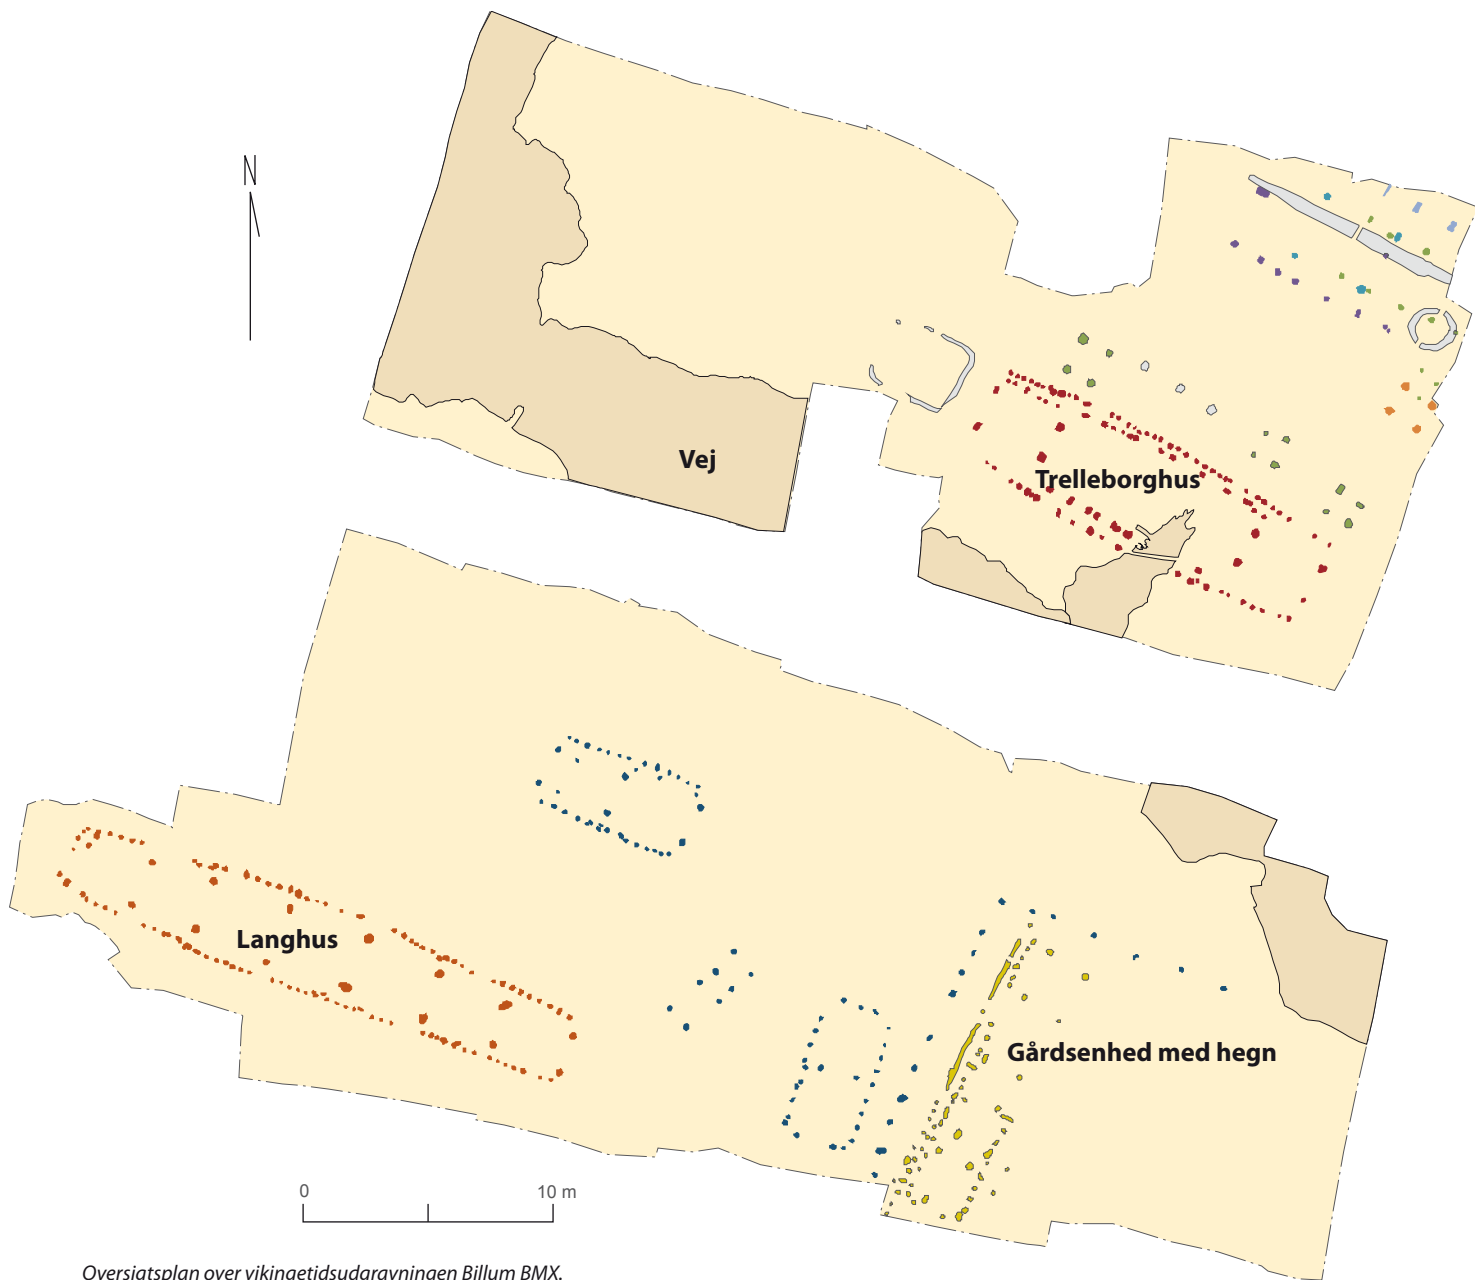 N
Vej
Trelleborghus
Langhus
Gårdsenhed med hegn
0 10 m
Oversigtsplan over vikingetidsudgravningen Billum BMX.